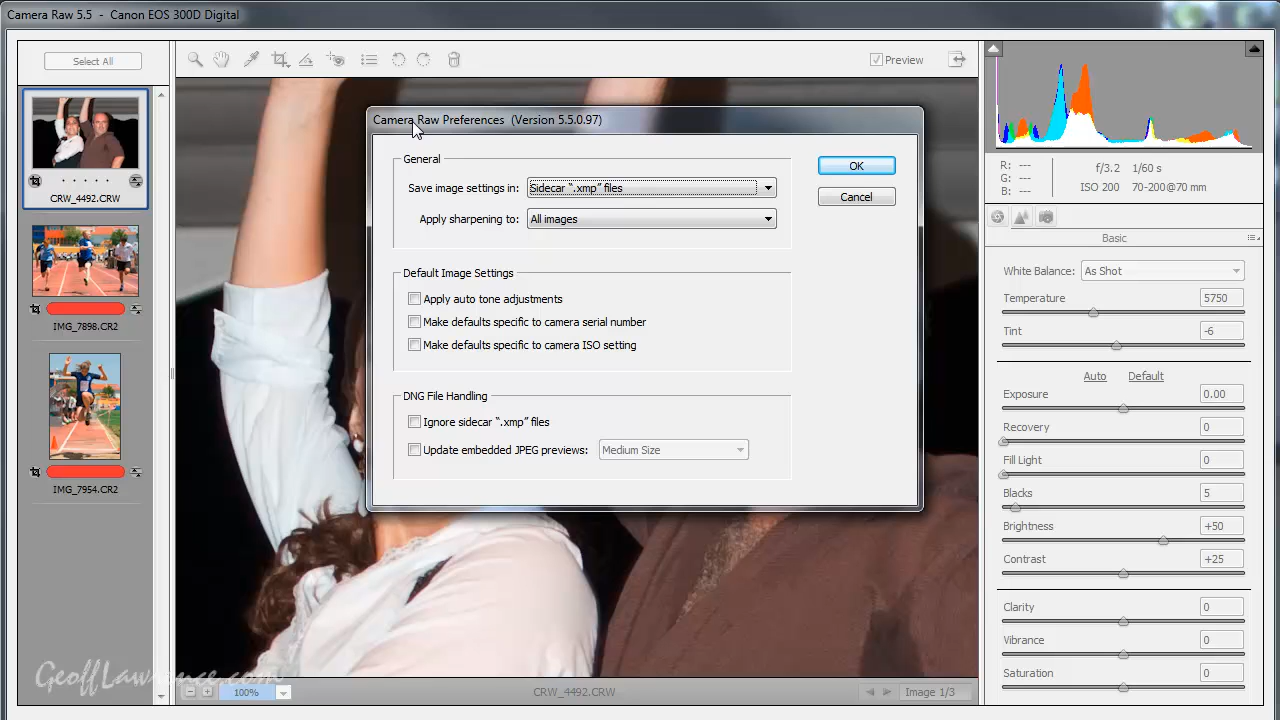 Camera Raw 5.5 - Canon EOS 300D Digital
Select All
CRW_4492.CRW
IMG_7898.CR2
IMG_7954.CR2
Preview
Camera Raw Preferences (Version 5.5.0.97)
General
Save image settings in: Sidecar “.xmp” files
Apply sharpening to: All images
OK
Cancel
Default Image Settings
Apply auto tone adjustments
Make defaults specific to camera serial number
Make defaults specific to camera ISO setting
DNG File Handling
Ignore sidecar “.xmp” files
Update embedded JPEG previews: Medium Size
GeoffLawrence.com
100%
CRW_4492.CRW
Image 1/3
R: ---
G: ---
B: ---
f/3.2 1/60 s
ISO 200 70-200@70 mm
Basic
White Balance: As Shot
Temperature 5750
Tint -6
Auto Default
Exposure 0.00
Recovery 0
Fill Light 0
Blacks 5
Brightness +50
Contrast +25
Clarity 0
Vibrance 0
Saturation 0